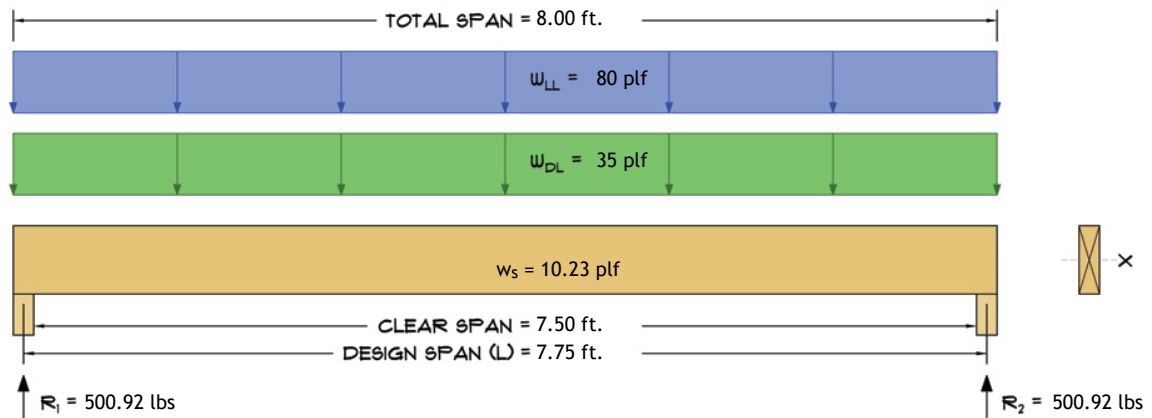 TOTAL SPAN = 8.00 ft.
WLL = 80 plf
WDL = 35 plf
ws = 10.23 plf
X
CLEAR SPAN = 7.50 ft.
DESIGN SPAN (L) = 7.75 ft.
R1 = 500.92 lbs
R2 = 500.92 lbs